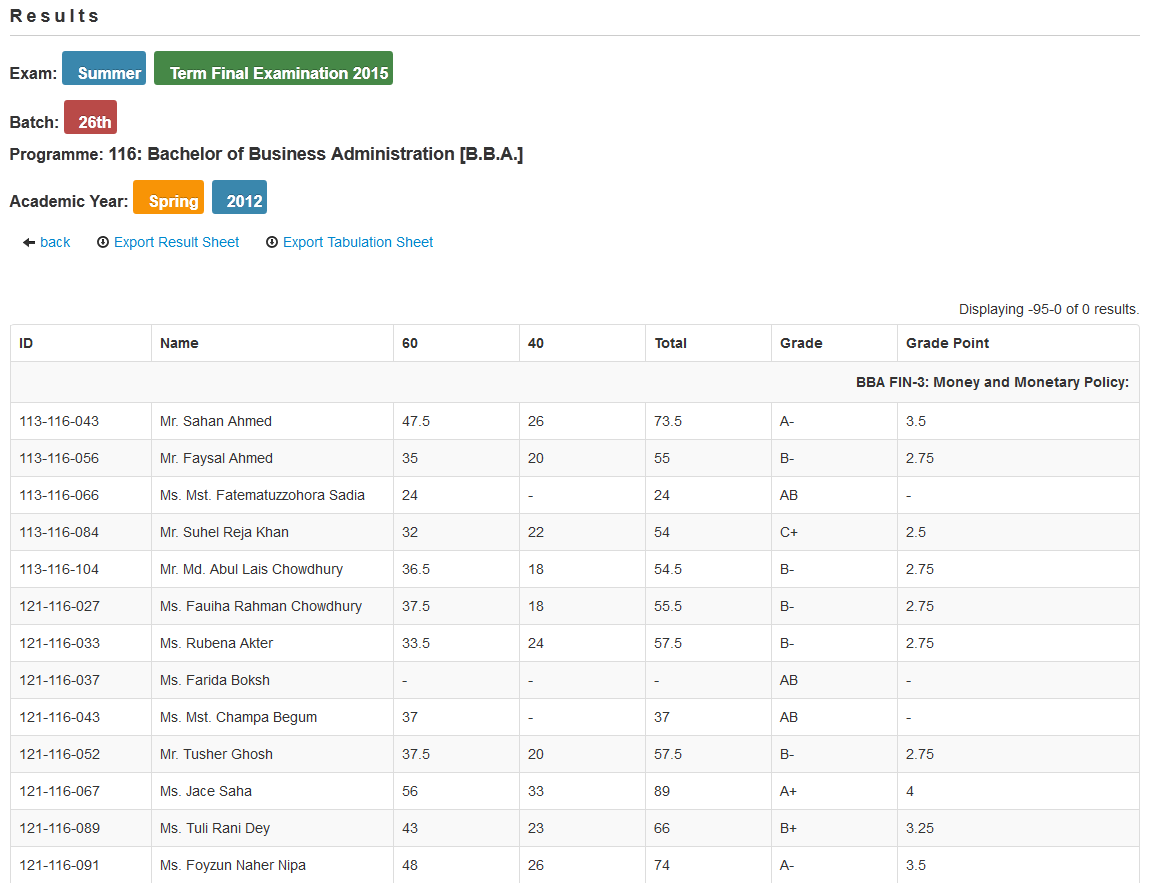 Results
Exam: Summer Term Final Examination 2015
Batch: 26th
Programme: 116: Bachelor of Business Administration [B.B.A.]
Academic Year: Spring 2012
back Export Result Sheet Export Tabulation Sheet
Displaying -95-0 of 0 results.
ID Name 60 40 Total Grade Grade Point
BBA FIN-3: Money and Monetary Policy:
113-116-043 Mr. Sahan Ahmed 47.5 26 73.5 A- 3.5
113-116-056 Mr. Faysal Ahmed 35 20 55 B- 2.75
113-116-066 Ms. Mst. Fatematuzzohora Sadia 24 - 24 AB -
113-116-084 Mr. Suhel Reja Khan 32 22 54 C+ 2.5
113-116-104 Mr. Md. Abul Lais Chowdhury 36.5 18 54.5 B- 2.75
121-116-027 Ms. Fauiha Rahman Chowdhury 37.5 18 55.5 B- 2.75
121-116-033 Ms. Rubena Akter 33.5 24 57.5 B- 2.75
121-116-037 Ms. Farida Boksh - - - AB -
121-116-043 Ms. Mst. Champa Begum 37 - 37 AB -
121-116-052 Mr. Tusher Ghosh 37.5 20 57.5 B- 2.75
121-116-067 Ms. Jace Saha 56 33 89 A+ 4
121-116-089 Ms. Tuli Rani Dey 43 23 66 B+ 3.25
121-116-091 Ms. Foyzun Naher Nipa 48 26 74 A- 3.5